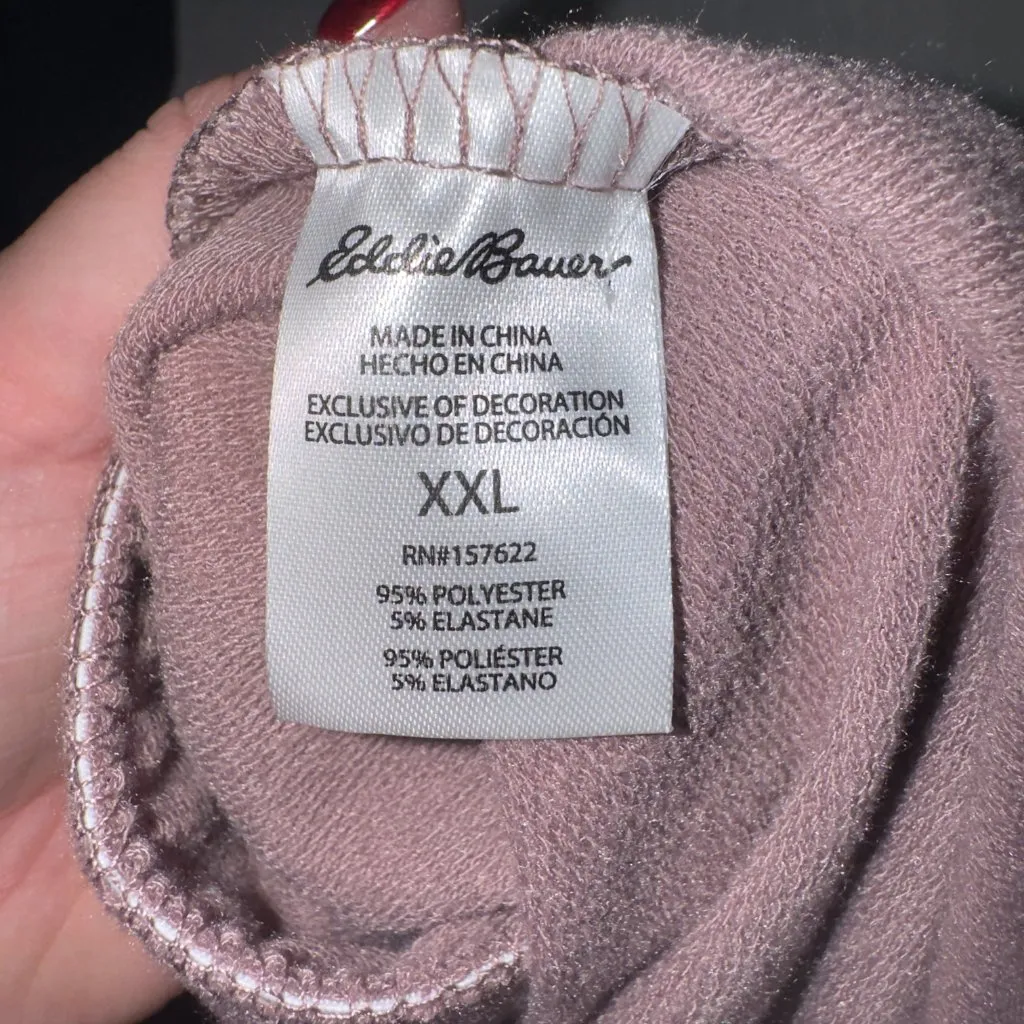 Eddie Bauer
MADE IN CHINA
HECHO EN CHINA
EXCLUSIVE OF DECORATION
EXCLUSIVO DE DECORACIÓN
XXL
RN#157622
95% POLYESTER
5% ELASTANE
95% POLIÉSTER
5% ELASTANO